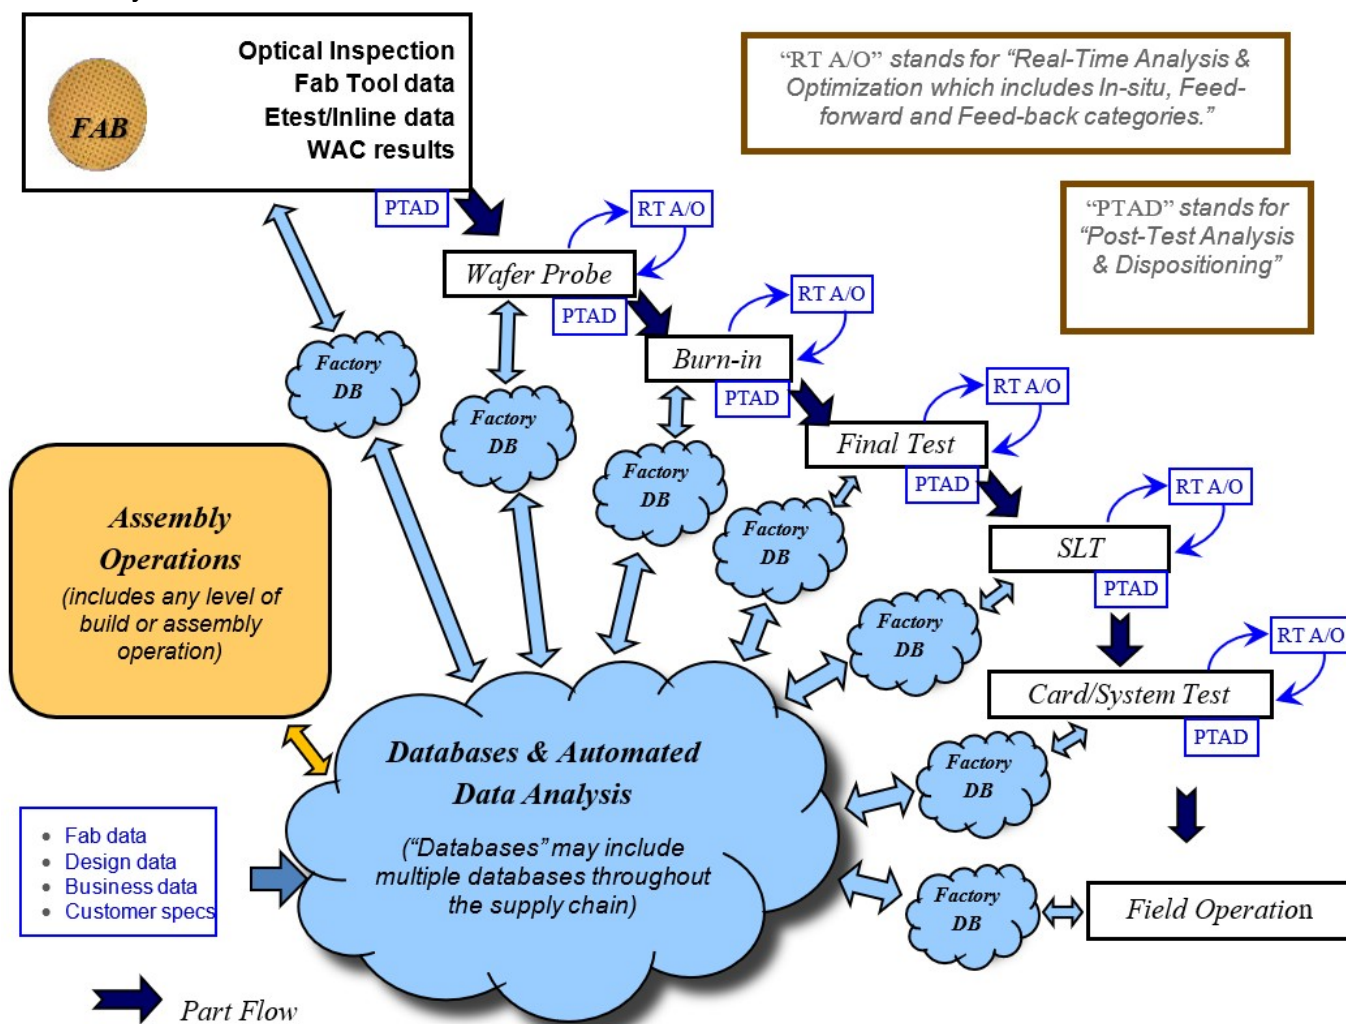 Optical Inspection
Fab Tool data
Etest/Inline data
WAC results
FAB
“RT A/O” stands for “Real-Time Analysis &
Optimization which includes In-situ, Feed-
forward and Feed-back categories.”
“PTAD” stands for
“Post-Test Analysis
& Dispositioning”
PTAD
RT A/O
Wafer Probe
PTAD
RT A/O
Burn-in
PTAD
RT A/O
Final Test
PTAD
RT A/O
SLT
PTAD
RT A/O
Card/System Test
PTAD
Field Operation
Factory
DB
Factory
DB
Factory
DB
Factory
DB
Factory
DB
Factory
DB
Factory
DB
Assembly
Operations
(includes any level of
build or assembly
operation)
Databases & Automated
Data Analysis
(“Databases” may include
multiple databases throughout
the supply chain)
• Fab data
• Design data
• Business data
• Customer specs
Part Flow